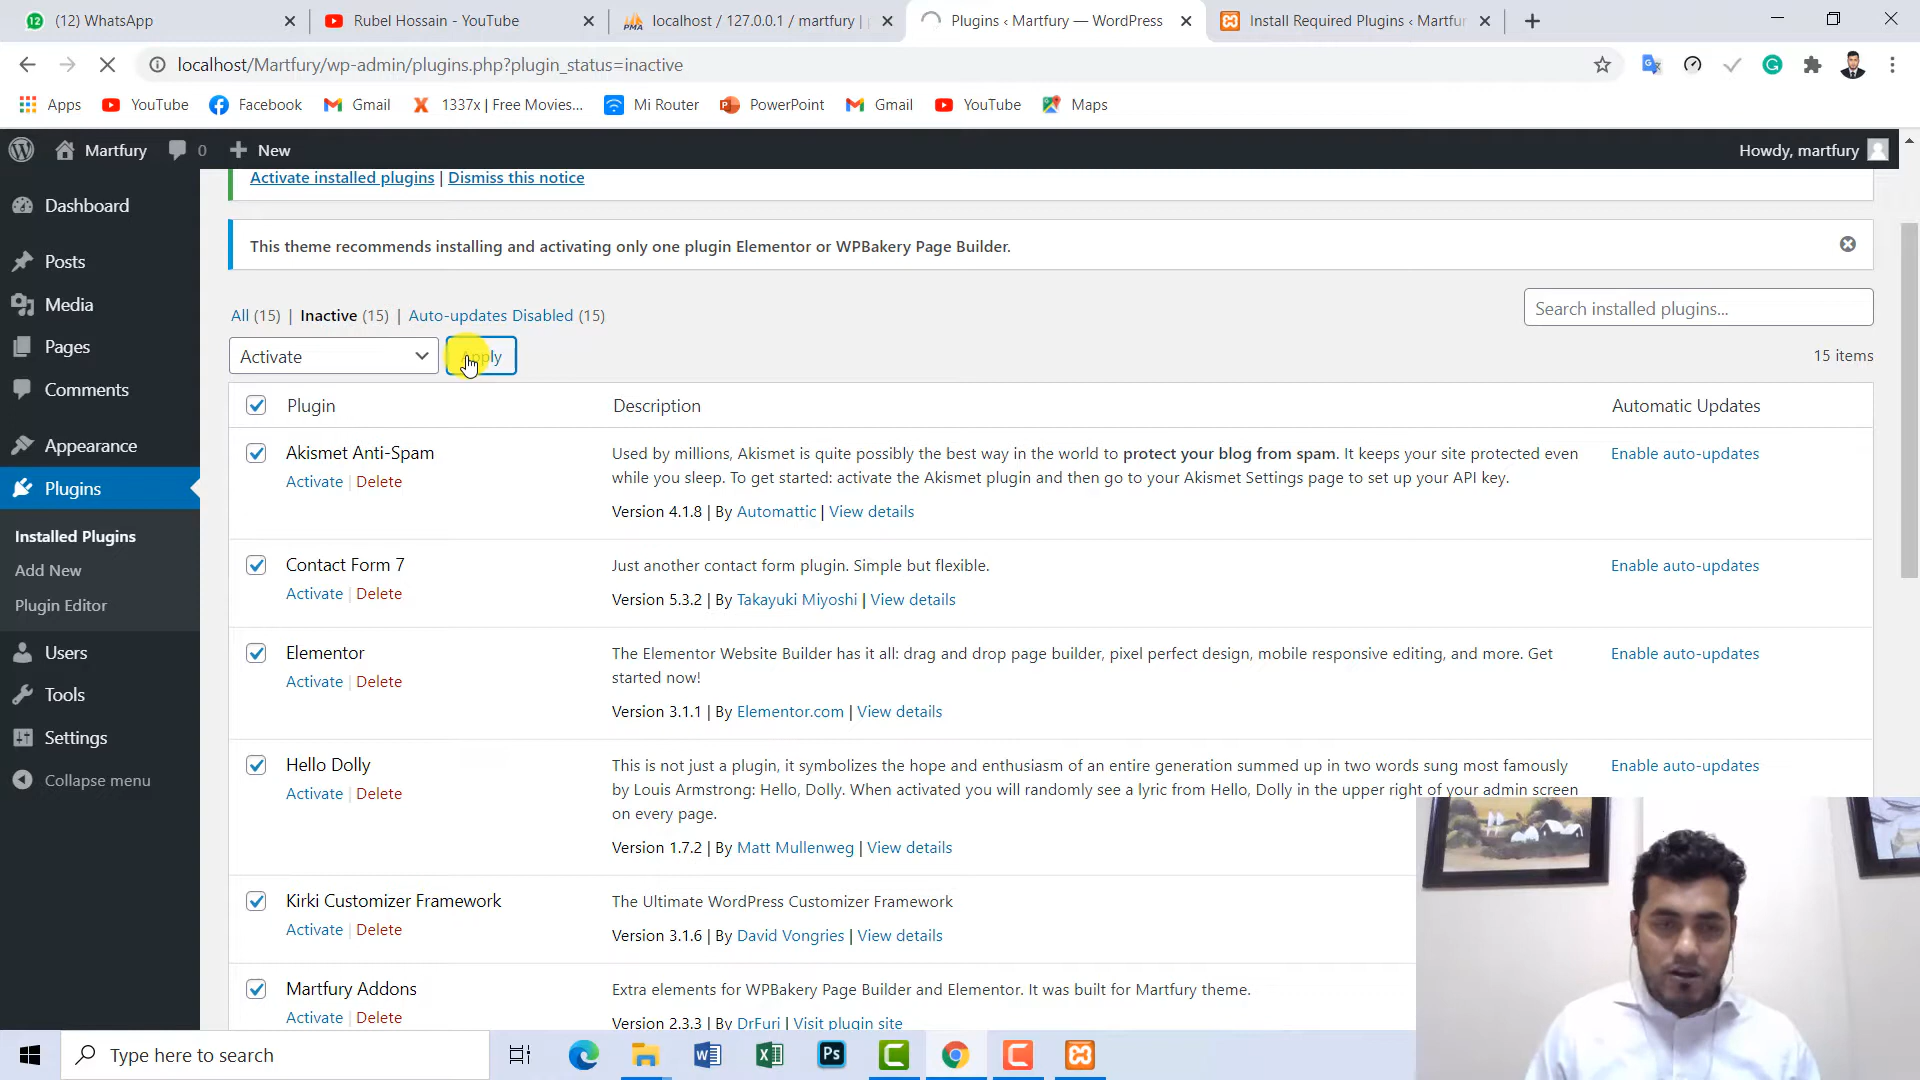 (12) WhatsApp
Rubel Hossain - YouTube
localhost / 127.0.0.1 / martfury |
Plugins ‹ Martfury — WordPress
Install Required Plugins ‹ Martfur
localhost/Martfury/wp-admin/plugins.php?plugin_status=inactive
Apps
YouTube
Facebook
Gmail
1337x | Free Movies...
Mi Router
PowerPoint
Gmail
YouTube
Maps
Martfury
0
New
Howdy, martfury
Dashboard
Posts
Media
Pages
Comments
Appearance
Plugins
Installed Plugins
Add New
Plugin Editor
Users
Tools
Settings
Collapse menu
Activate installed plugins | Dismiss this notice
This theme recommends installing and activating only one plugin Elementor or WPBakery Page Builder.
All (15) | Inactive (15) | Auto-updates Disabled (15)
Search installed plugins...
Activate
Apply
15 items
Plugin
Description
Automatic Updates
Akismet Anti-Spam
Activate | Delete
Used by millions, Akismet is quite possibly the best way in the world to protect your blog from spam. It keeps your site protected even
while you sleep. To get started: activate the Akismet plugin and then go to your Akismet Settings page to set up your API key.
Version 4.1.8 | By Automattic | View details
Enable auto-updates
Contact Form 7
Activate | Delete
Just another contact form plugin. Simple but flexible.
Version 5.3.2 | By Takayuki Miyoshi | View details
Enable auto-updates
Elementor
Activate | Delete
The Elementor Website Builder has it all: drag and drop page builder, pixel perfect design, mobile responsive editing, and more. Get
started now!
Version 3.1.1 | By Elementor.com | View details
Enable auto-updates
Hello Dolly
Activate | Delete
This is not just a plugin, it symbolizes the hope and enthusiasm of an entire generation summed up in two words sung most famously
by Louis Armstrong: Hello, Dolly. When activated you will randomly see a lyric from Hello, Dolly in the upper right of your admin screen
on every page.
Version 1.7.2 | By Matt Mullenweg | View details
Enable auto-updates
Kirki Customizer Framework
Activate | Delete
The Ultimate WordPress Customizer Framework
Version 3.1.6 | By David Vongries | View details
Martfury Addons
Activate | Delete
Extra elements for WPBakery Page Builder and Elementor. It was built for Martfury theme.
Version 2.3.3 | By DrFuri | Visit plugin site
Type here to search